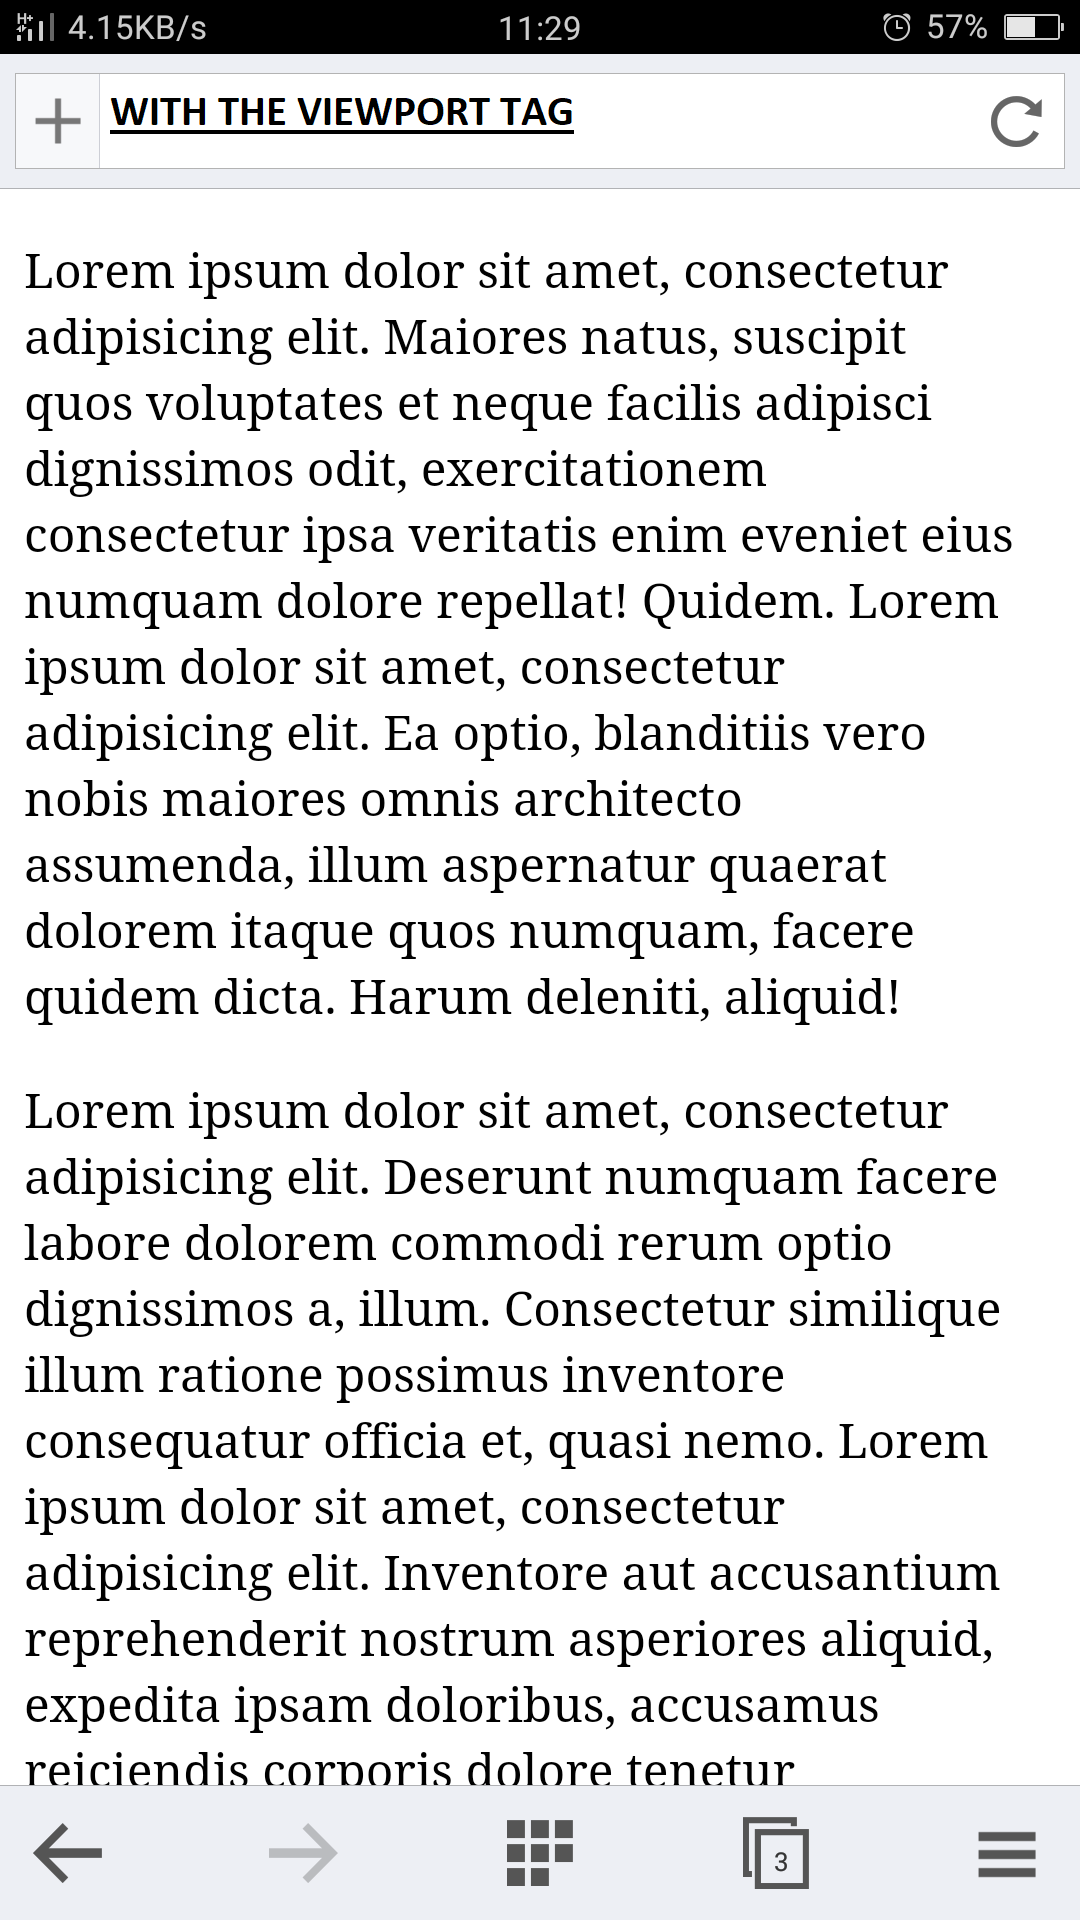 H+ 4.15KB/s 11:29 57%
WITH THE VIEWPORT TAG
Lorem ipsum dolor sit amet, consectetur
adipisicing elit. Maiores natus, suscipit
quos voluptates et neque facilis adipisci
dignissimos odit, exercitationem
consectetur ipsa veritatis enim eveniet eius
numquam dolore repellat! Quidem. Lorem
ipsum dolor sit amet, consectetur
adipisicing elit. Ea optio, blanditiis vero
nobis maiores omnis architecto
assumenda, illum aspernatur quaerat
dolorem itaque quos numquam, facere
quidem dicta. Harum deleniti, aliquid!
Lorem ipsum dolor sit amet, consectetur
adipisicing elit. Deserunt numquam facere
labore dolorem commodi rerum optio
dignissimos a, illum. Consectetur similique
illum ratione possimus inventore
consequatur officia et, quasi nemo. Lorem
ipsum dolor sit amet, consectetur
adipisicing elit. Inventore aut accusantium
reprehenderit nostrum asperiores aliquid,
expedita ipsam doloribus, accusamus
reiciendis corporis dolore tenetur
3